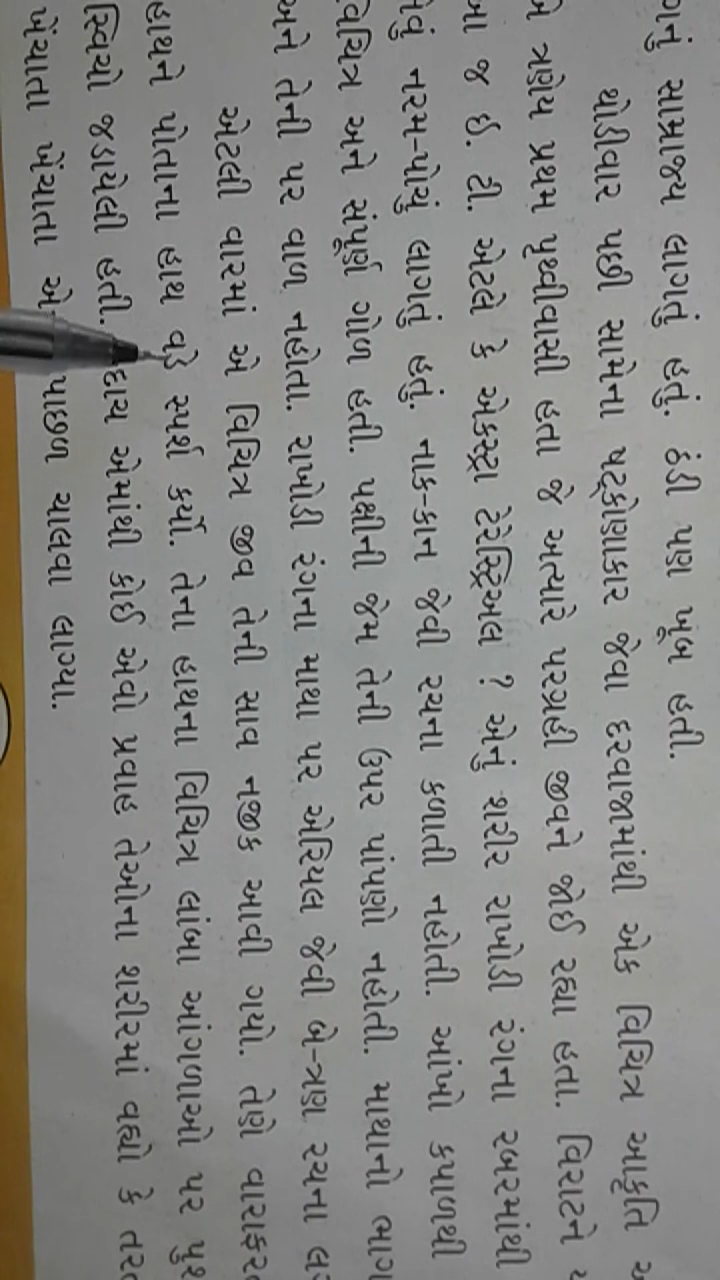 સામ્રાજ્ય લાગતું હતું. ઠંડી પણ ખૂબ હતી.
થોડીવાર પછી સામેના ષટ્કોણાકાર જેવા દરવાજામાંથી એક વિચિત્ર આકૃતિ
ત્રણેય પ્રથમ પૃથ્વીવાસી હતા જે અત્યારે પરગ્રહી જીવને જોઈ રહ્યા હતા. વિરાટને
આ જ ઈ. ટી. એટલે કે એક્સ્ટ્રા ટેરેસ્ટ્રિઅલ ? એનું શરીર રાખોડી રંગના રબરમાંથી
નરમ-પોચું લાગતું હતું. નાક-કાન જેવી રચના કળાતી નહોતી. આંખો કપાળથી
વિચિત્ર અને સંપૂર્ણ ગોળ હતી. પક્ષીની જેમ તેની ઉપર પાંપણો નહોતી. માથાનો ભાગ
અને તેની પર વાળ નહોતા. રાખોડી રંગના માથા પર એરિયલ જેવી બે-ત્રણ રચના
એટલી વારમાં એ વિચિત્ર જીવ તેની સાવ નજીક આવી ગયો. તેણે
હાથને પોતાના હાથ વડે સ્પર્શ કર્યો. તેના હાથના વિચિત્ર લાંબા આંગળાઓ પર
જડાયેલી હતી. એમાંથી કોઈ એવો પ્રવાહ તેઓના શરીરમાં વહ્યો કે
ખેંચાતા ખેંચાતા પાછળ ચાલવા લાગ્યા.